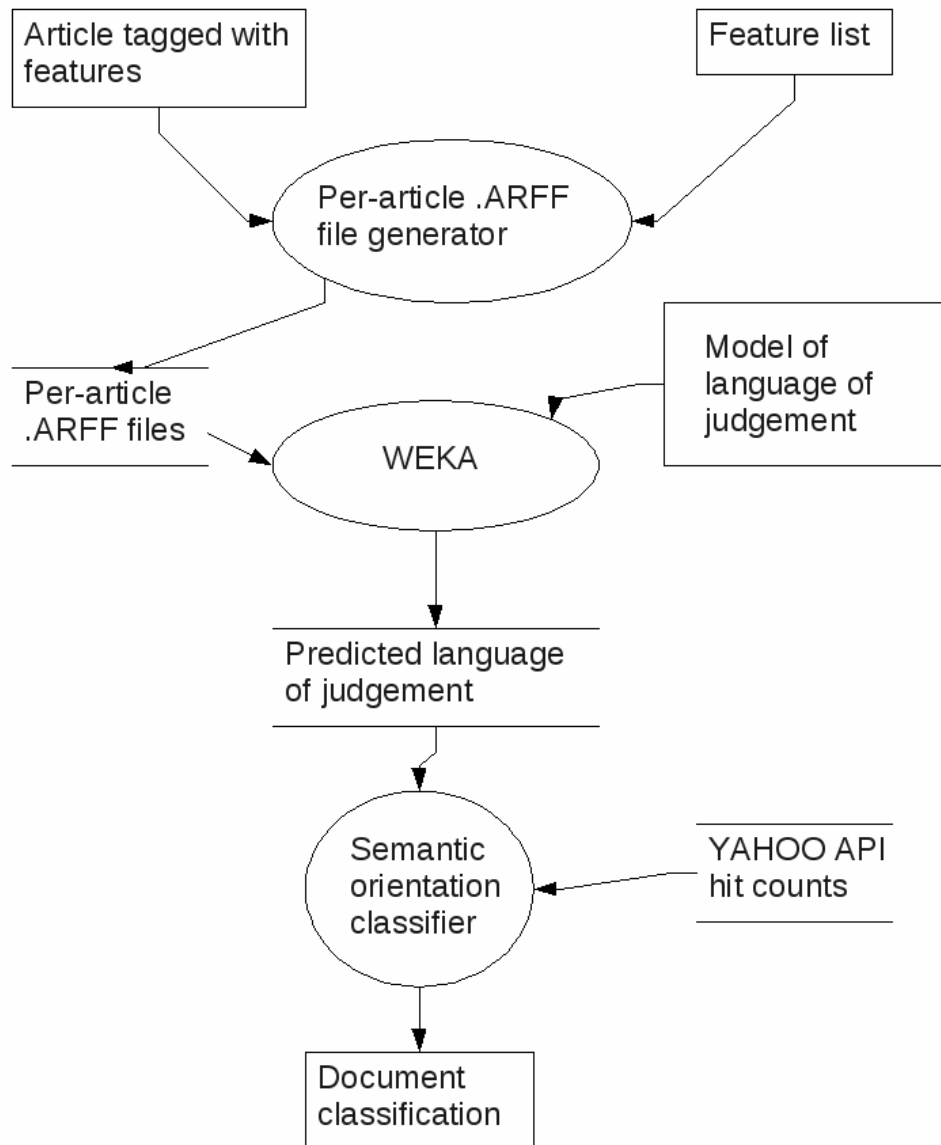 Article tagged with
features
Feature list
Per-article .ARFF
file generator
Model of
language of
judgement
Per-article
.ARFF files
WEKA
Predicted language
of judgement
Semantic
orientation
classifier
YAHOO API
hit counts
Document
classification